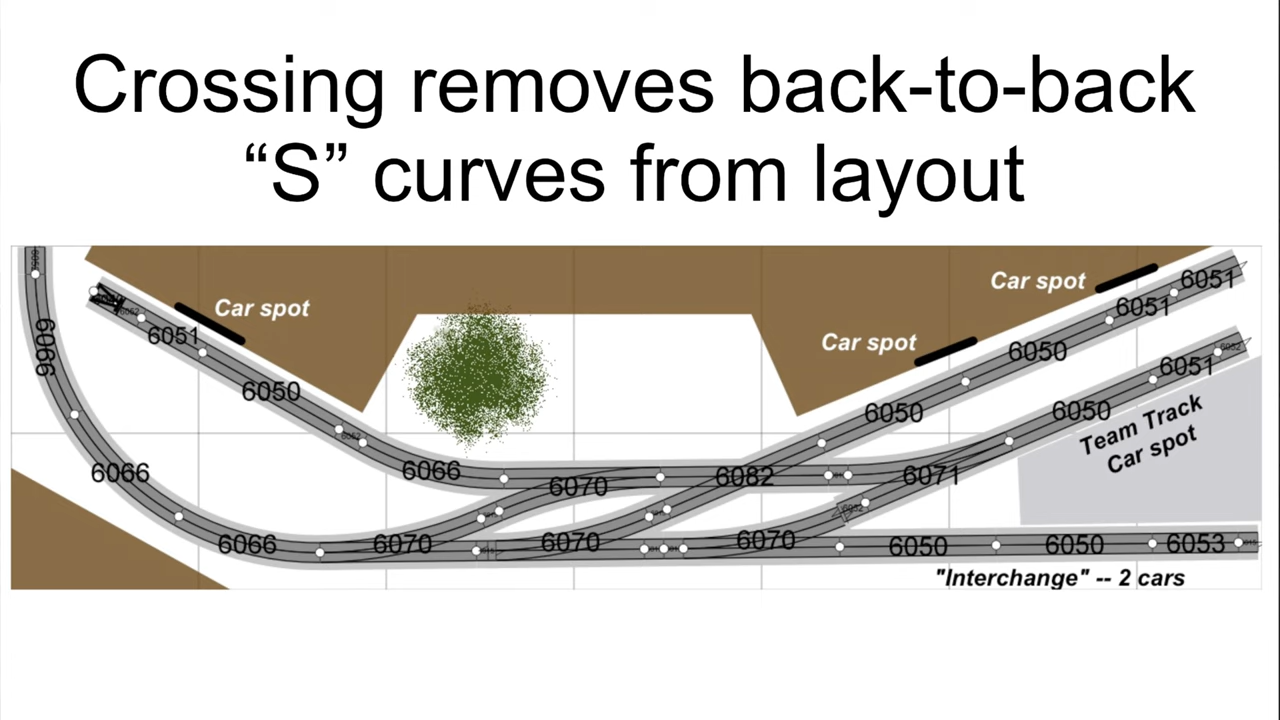 Crossing removes back-to-back
“S” curves from layout
Car spot
6051
Car spot
6051
Car spot
6051
6066
6050
6050
6051
6050
6050
Team Track
Car spot
6066
6066
6070
6082
6071
6066
6070
6070
6070
6050
6050
6053
"Interchange" -- 2 cars